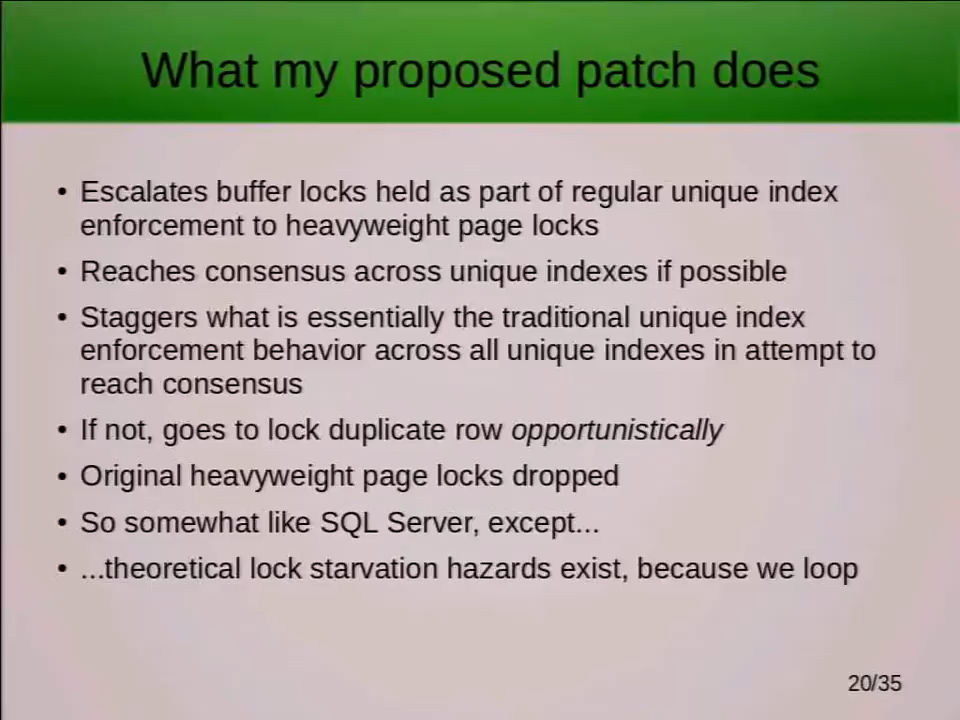 What my proposed patch does
• Escalates buffer locks held as part of regular unique index
enforcement to heavyweight page locks
• Reaches consensus across unique indexes if possible
• Staggers what is essentially the traditional unique index
enforcement behavior across all unique indexes in attempt to
reach consensus
• If not, goes to lock duplicate row opportunistically
• Original heavyweight page locks dropped
• So somewhat like SQL Server, except...
• ...theoretical lock starvation hazards exist, because we loop
20/35